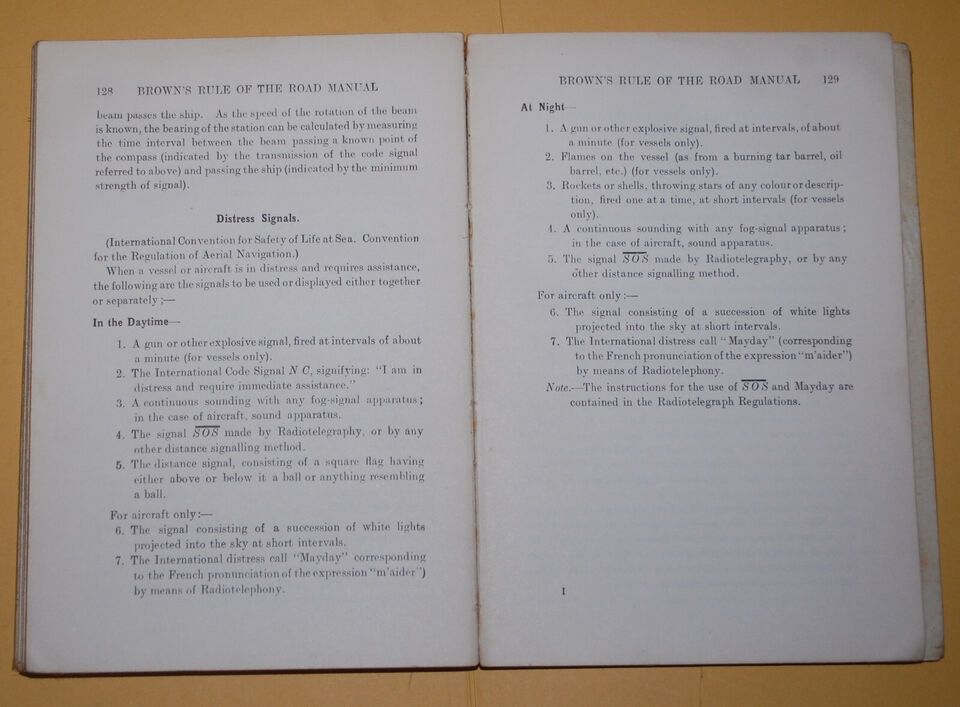 128 BROWN'S RULE OF THE ROAD MANUAL
beam passes the ship. As the speed of the rotation of the beam
is known, the bearing of the station can be calculated by measuring
the time interval between the beam passing a known point of
the compass (indicated by the transmission of the code signal
referred to above) and passing the ship (indicated by the minimum
strength of signal).
Distress Signals.
(International Convention for Safety of Life at Sea. Convention
for the Regulation of Aerial Navigation.)
When a vessel or aircraft is in distress and requires assistance,
the following are the signals to be used or displayed either together
or separately ;—
In the Daytime—
1. A gun or other explosive signal, fired at intervals of about
a minute (for vessels only).
2. The International Code Signal N C, signifying: "I am in
distress and require immediate assistance."
3. A continuous sounding with any fog-signal apparatus;
in the case of aircraft, sound apparatus.
4. The signal SOS made by Radiotelegraphy, or by any
other distance signalling method.
5. The distance signal, consisting of a square flag having
either above or below it a ball or anything resembling
a ball.
For aircraft only:—
6. The signal consisting of a succession of white lights
projected into the sky at short intervals.
7. The International distress call "Mayday" corresponding
to the French pronunciation of the expression "m'aider")
by means of Radiotelephony.
BROWN'S RULE OF THE ROAD MANUAL 129
At Night—
1. A gun or other explosive signal, fired at intervals, of about
a minute (for vessels only).
2. Flames on the vessel (as from a burning tar barrel, oil
barrel, etc.) (for vessels only).
3. Rockets or shells, throwing stars of any colour or descrip-
tion, fired one at a time, at short intervals (for vessels
only).
4. A continuous sounding with any fog-signal apparatus;
in the case of aircraft, sound apparatus.
5. The signal SOS made by Radiotelegraphy, or by any
other distance signalling method.
For aircraft only :—
6. The signal consisting of a succession of white lights
projected into the sky at short intervals.
7. The International distress call "Mayday" (corresponding
to the French pronunciation of the expression "m'aider")
by means of Radiotelephony.
Note.—The instructions for the use of SOS and Mayday are
contained in the Radiotelegraph Regulations.
I